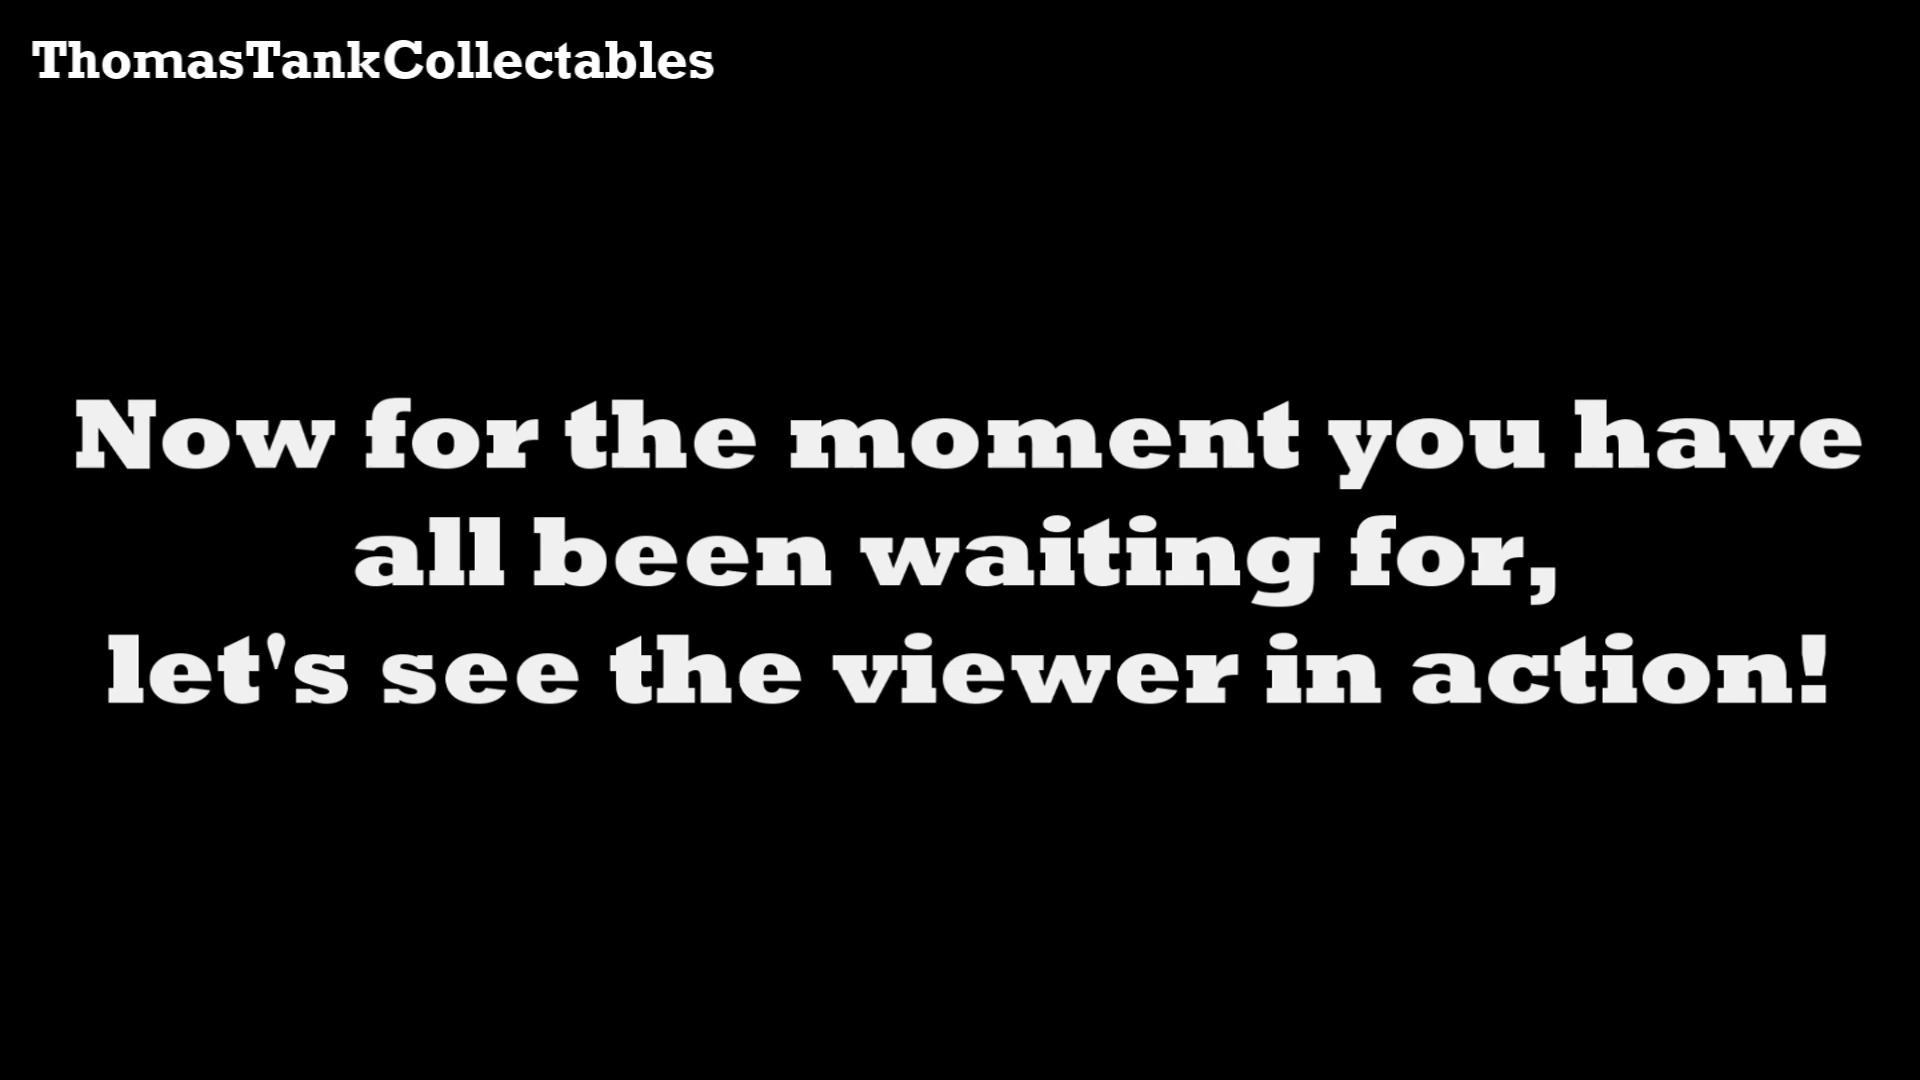 ThomasTankCollectables
Now for the moment you have
all been waiting for,
let's see the viewer in action!